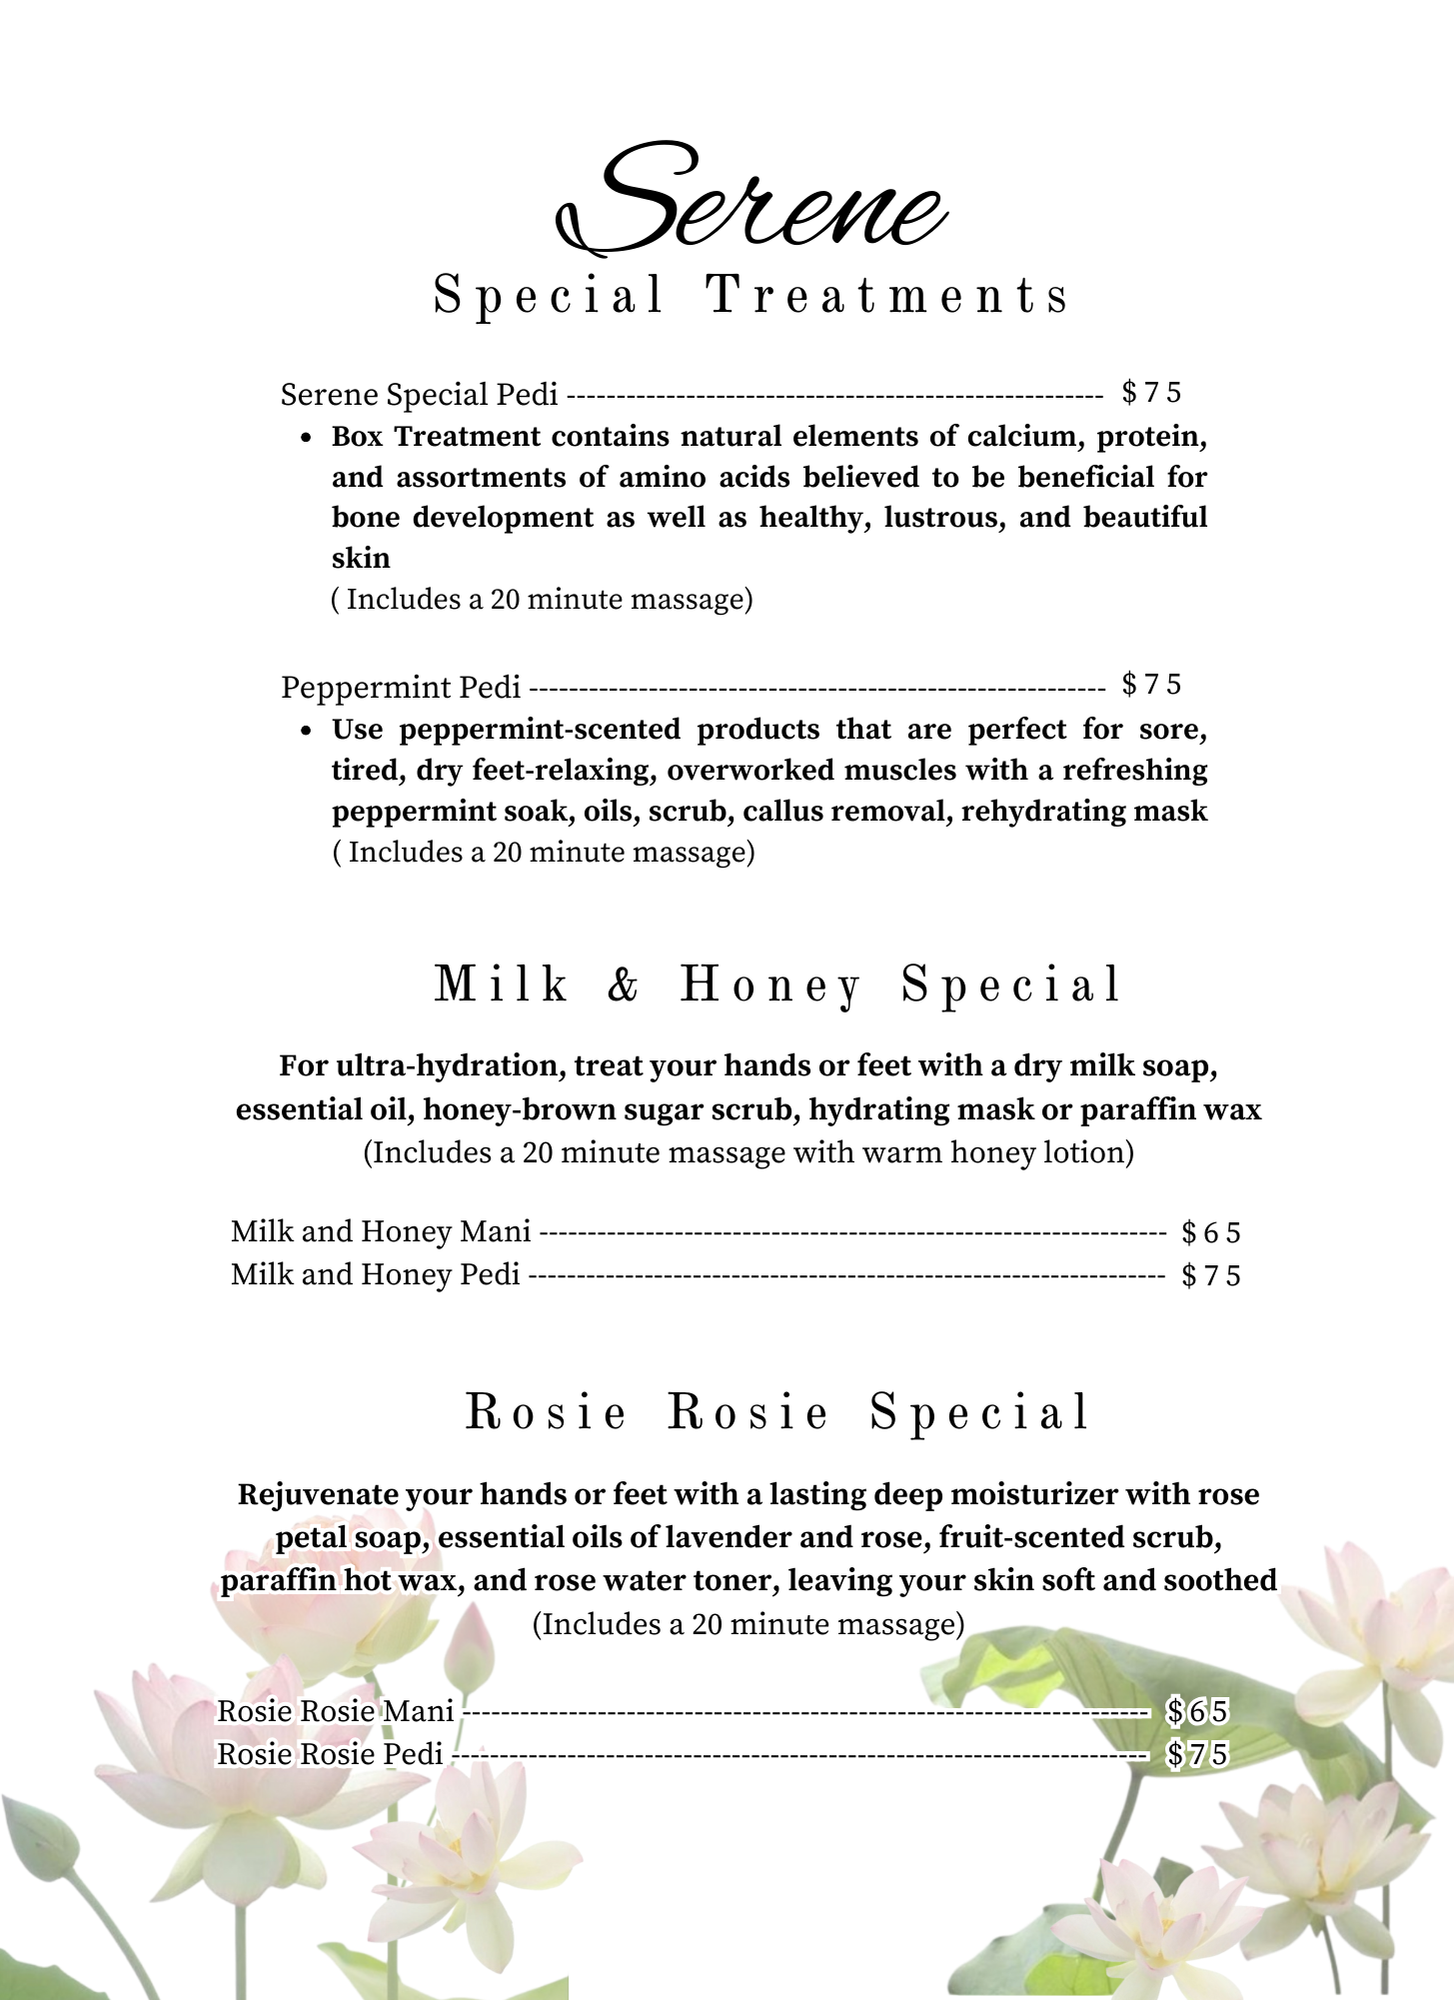 Serene
Special Treatments
Serene Special Pedi ------------------------------------------------------ $75
• Box Treatment contains natural elements of calcium, protein,
and assortments of amino acids believed to be beneficial for
bone development as well as healthy, lustrous, and beautiful
skin
( Includes a 20 minute massage)
Peppermint Pedi ---------------------------------------------------------- $75
• Use peppermint-scented products that are perfect for sore,
tired, dry feet-relaxing, overworked muscles with a refreshing
peppermint soak, oils, scrub, callus removal, rehydrating mask
( Includes a 20 minute massage)
Milk & Honey Special
For ultra-hydration, treat your hands or feet with a dry milk soap,
essential oil, honey-brown sugar scrub, hydrating mask or paraffin wax
(Includes a 20 minute massage with warm honey lotion)
Milk and Honey Mani --------------------------------------------------------------- $65
Milk and Honey Pedi ---------------------------------------------------------------- $75
Rosie Rosie Special
Rejuvenate your hands or feet with a lasting deep moisturizer with rose
petal soap, essential oils of lavender and rose, fruit-scented scrub,
paraffin hot wax, and rose water toner, leaving your skin soft and soothed
(Includes a 20 minute massage)
Rosie Rosie Mani --------------------------------------------------------------------- $65
Rosie Rosie Pedi ---------------------------------------------------------------------- $75